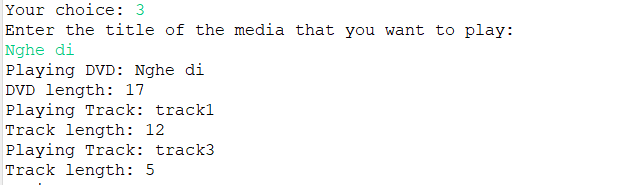 Your choice: 3
Enter the title of the media that you want to play:
Nghe di
Playing DVD: Nghe di
DVD length: 17
Playing Track: track1
Track length: 12
Playing Track: track3
Track length: 5